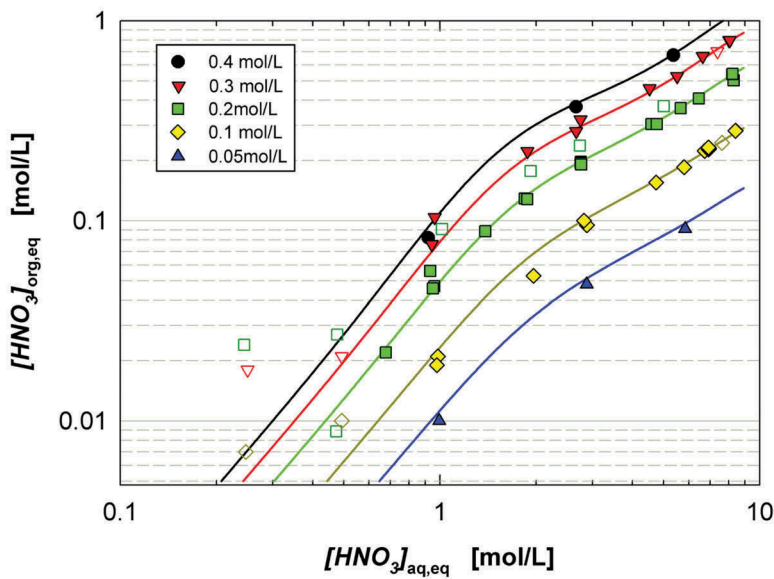 1
0.1
0.01
[HNO3]org,eq [mol/L]
0.4 mol/L
0.3 mol/L
0.2mol/L
0.1 mol/L
0.05mol/L
0.1
1
10
[HNO3]aq,eq [mol/L]